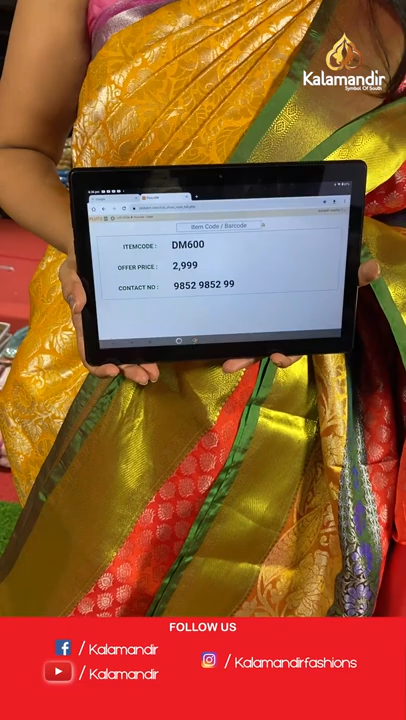 Kalamandir
Symbol Of South
Item Code / Barcode
ITEMCODE : DM600
OFFER PRICE : 2,999
CONTACT NO : 9852 9852 99
FOLLOW US
f / Kalamandir
/ Kalamandirfashions
/ Kalamandir